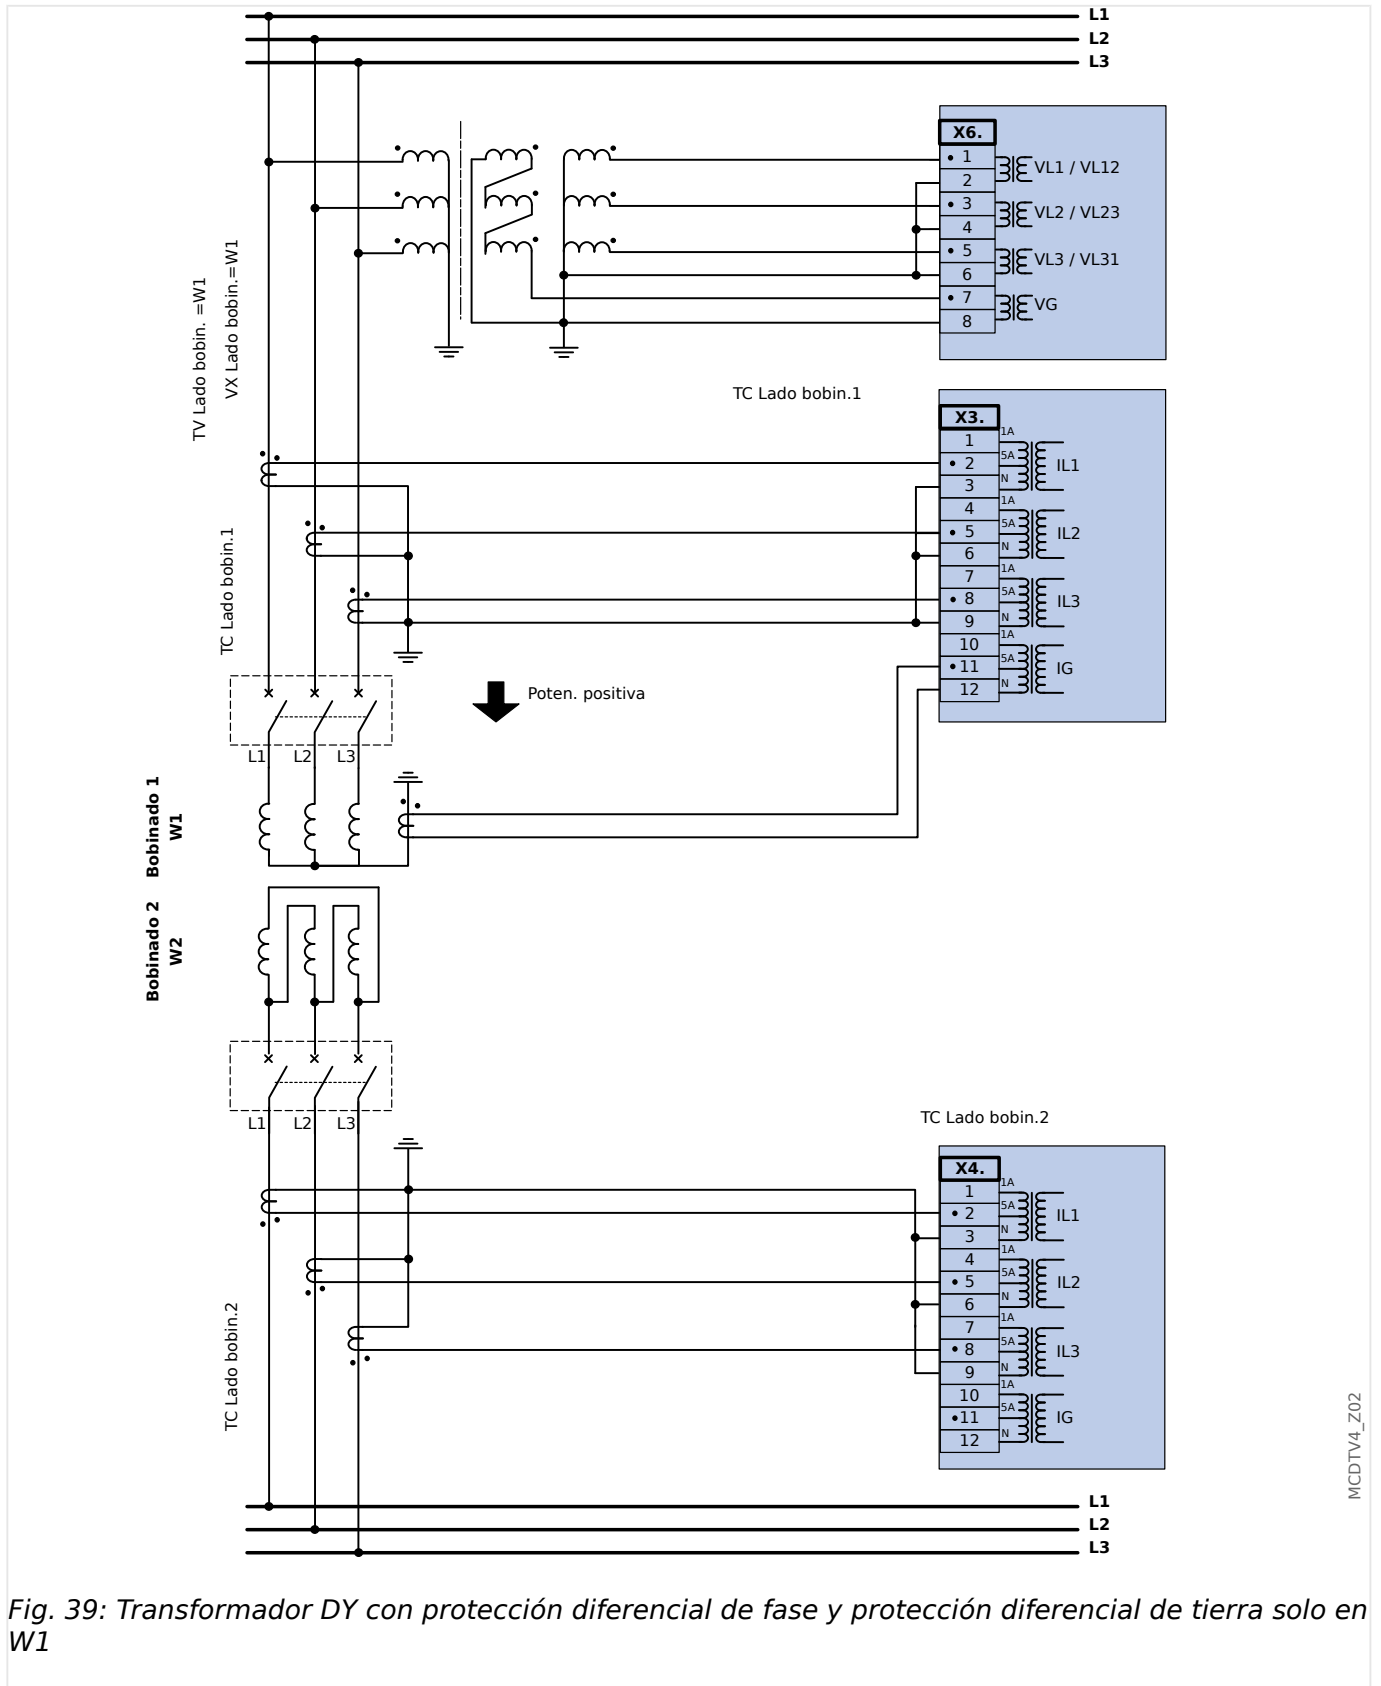 L1
L2
L3
X6.
1
VL1 / VL12
2
3
VL2 / VL23
4
5
VL3 / VL31
6
7
VG
8
TV Lado bobin. =W1
VX Lado bobin.=W1
TC Lado bobin.1
X3.
1
1A
2
5A
IL1
3
N
4
1A
5
5A
IL2
6
N
7
1A
8
5A
IL3
9
N
10
1A
11
5A
IG
12
N
TC Lado bobin.1
Poten. positiva
L1
L2
L3
Bobinado 1
W1
Bobinado 2
W2
L1
L2
L3
TC Lado bobin.2
X4.
1
1A
2
5A
IL1
3
N
4
1A
5
5A
IL2
6
N
7
1A
8
5A
IL3
9
N
10
1A
11
5A
IG
12
N
TC Lado bobin.2
MCDTV4_Z02
L1
L2
L3
Fig. 39: Transformador DY con protección diferencial de fase y protección diferencial de tierra solo en
W1